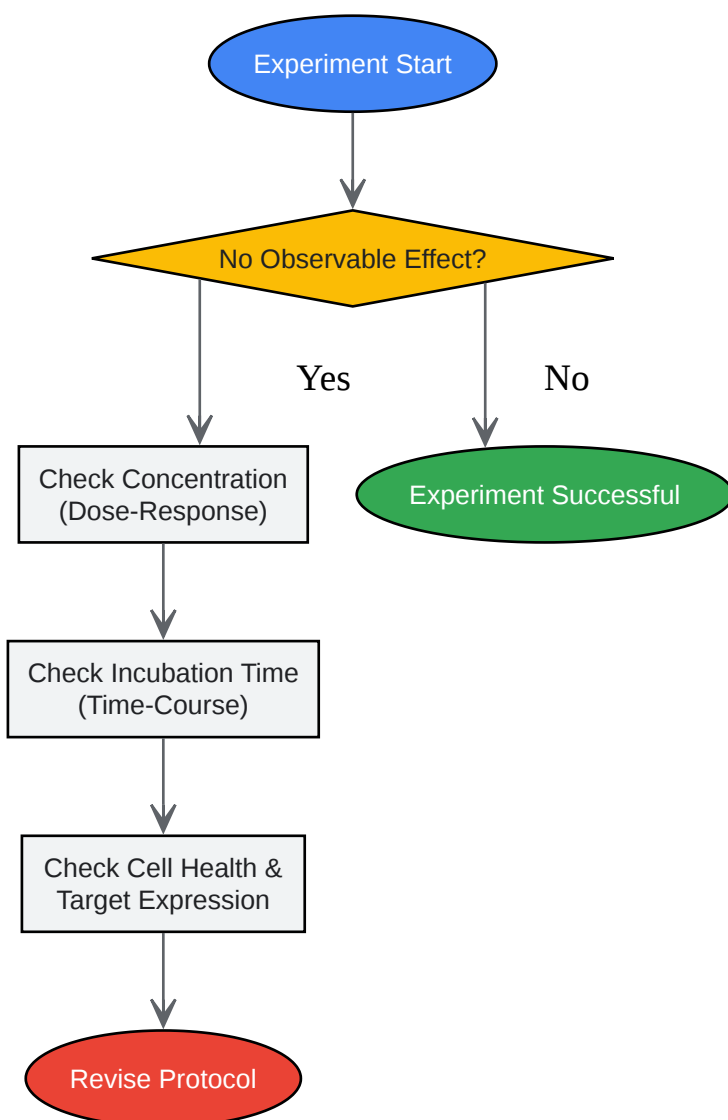 Experiment Start
No Observable Effect?
Yes
No
Check Concentration
(Dose-Response)
Experiment Successful
Check Incubation Time
(Time-Course)
Check Cell Health &
Target Expression
Revise Protocol